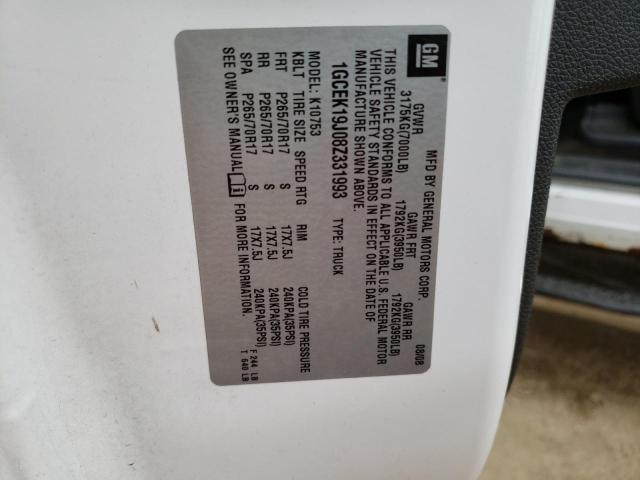 GM
MFD BY GENERAL MOTORS CORP. 08/08
GVWR GAWR FRT GAWR RR
3175KG(7000LB) 1792KG(3950LB) 1792KG(3950LB)
THIS VEHICLE CONFORMS TO ALL APPLICABLE U.S. FEDERAL MOTOR
VEHICLE SAFETY STANDARDS IN EFFECT ON THE DATE OF
MANUFACTURE SHOWN ABOVE.
1GCEK19J08Z331993 TYPE: TRUCK
MODEL: K10753
KBLT TIRE SIZE SPEED RTG RIM COLD TIRE PRESSURE
FRT P265/70R17 S 17X7.5J 240KPA(35PSI)
RR P265/70R17 S 17X7.5J 240KPA(35PSI)
SPA P265/70R17 S 17X7.5J 240KPA(35PSI)
SEE OWNER'S MANUAL i FOR MORE INFORMATION.
F 244 LB
T 640 LB